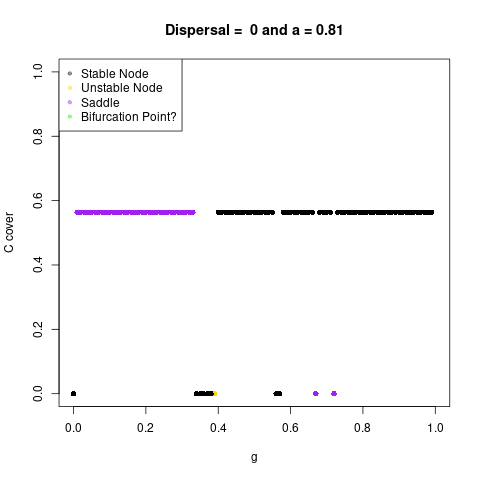 Dispersal =  0 and a = 0.81
Stable Node
Unstable Node
Saddle
Bifurcation Point?
C cover
1.0
0.8
0.6
0.4
0.2
0.0
0.0 0.2 0.4 0.6 0.8 1.0
g